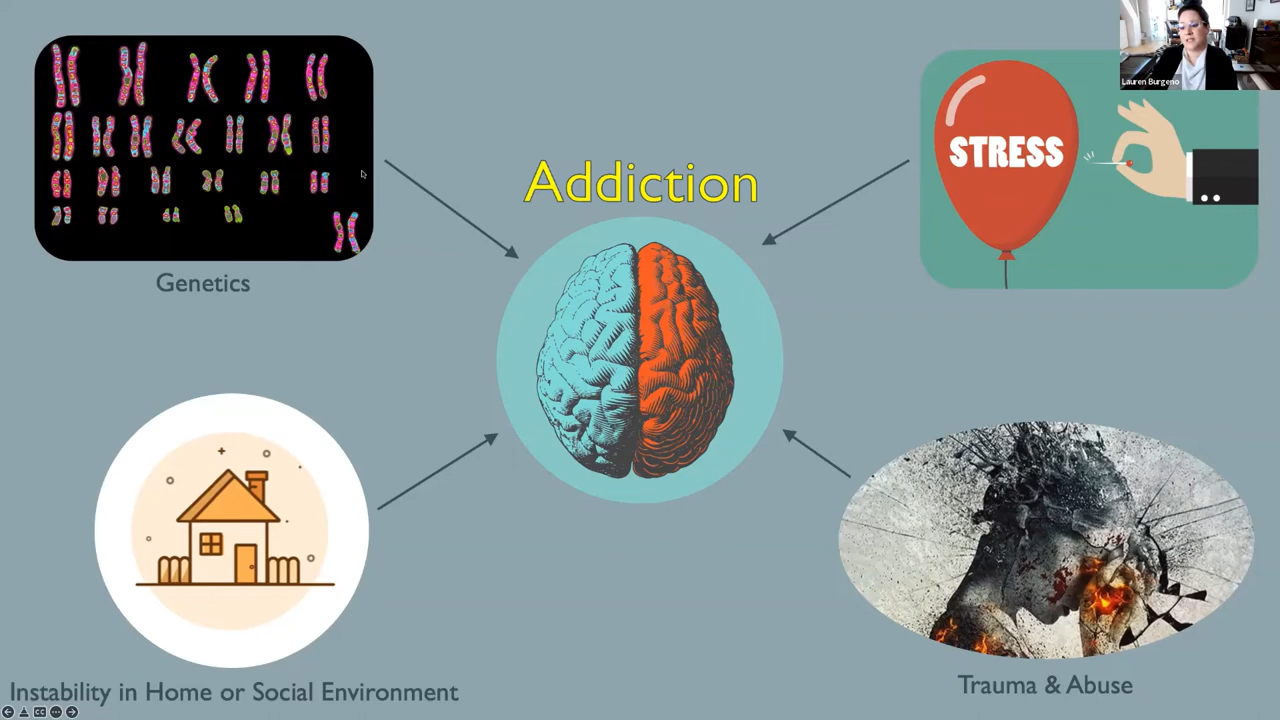 Lauren Burgeno
STRESS
Addiction
Genetics
Instability in Home or Social Environment
Trauma & Abuse